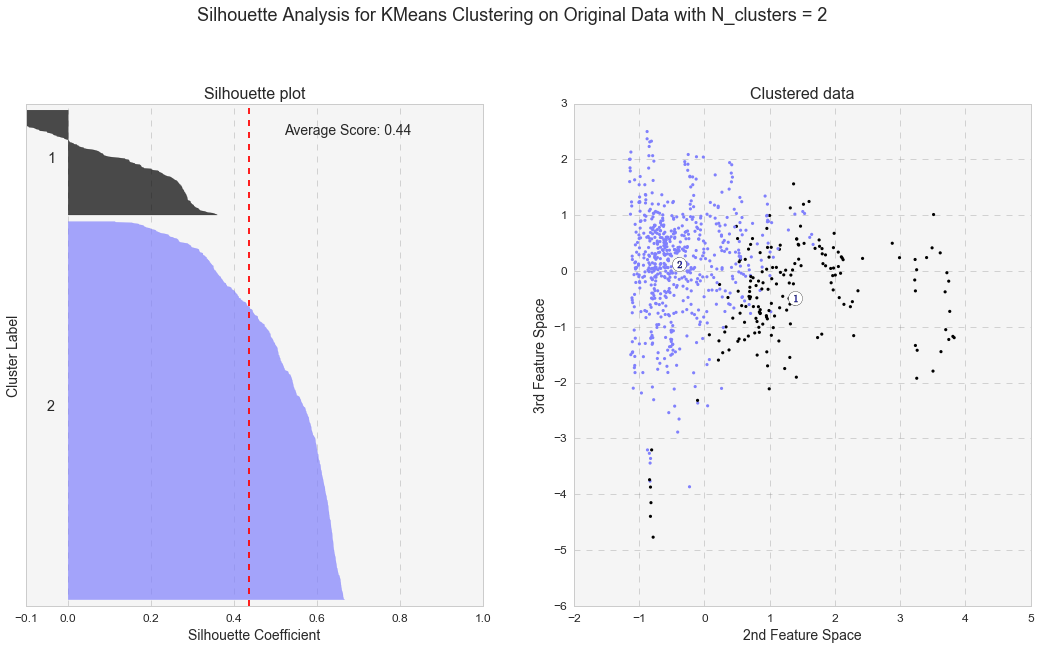 Silhouette Analysis for KMeans Clustering on Original Data with N_clusters = 2
Silhouette plot
Average Score: 0.44
1
2
Cluster Label
−0.1 0.0 0.2 0.4 0.6 0.8 1.0
Silhouette Coefficient
Clustered data
3
2
1
0
−1
−2
−3
−4
−5
−6
2
1
3rd Feature Space
−2 −1 0 1 2 3 4 5
2nd Feature Space